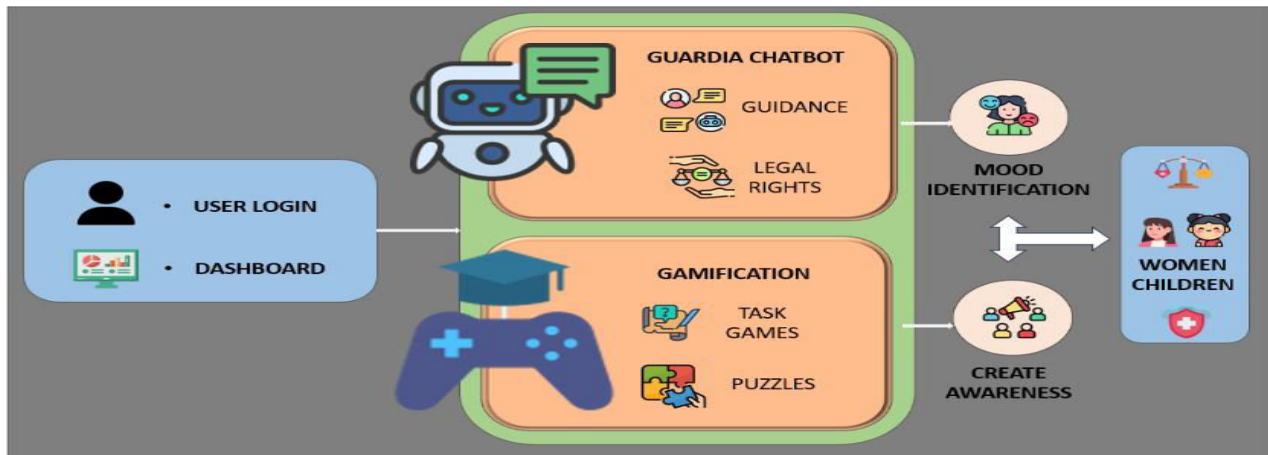 USER LOGIN
DASHBOARD
GUARDIA CHATBOT
GUIDANCE
LEGAL
RIGHTS
GAMIFICATION
TASK
GAMES
PUZZLES
MOOD
IDENTIFICATION
CREATE
AWARENESS
WOMEN
CHILDREN